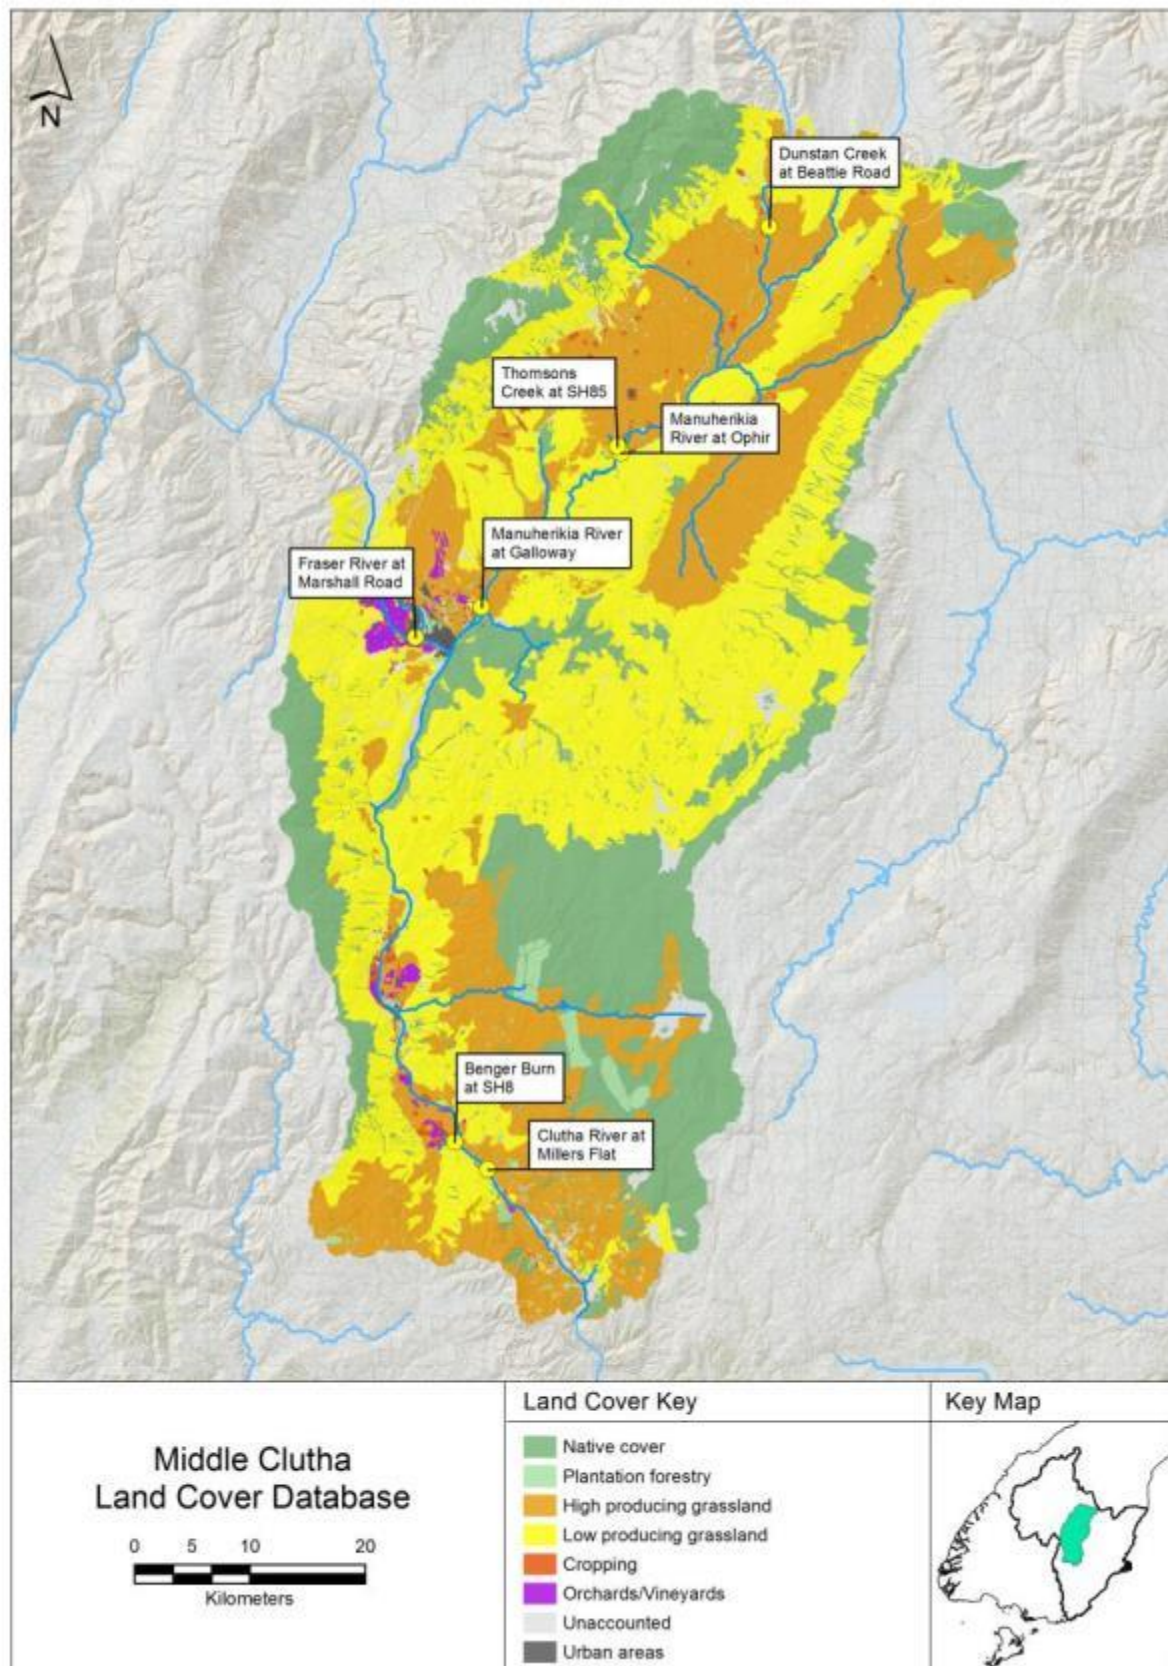 N
Dunstan Creek
at Beattie Road
Thomsons
Creek at SH85
Manuherikia
River at Ophir
Manuherikia River
at Galloway
Fraser River at
Marshall Road
Benger Burn
at SH8
Clutha River at
Millers Flat
Middle Clutha
Land Cover Database
0 5 10 20
Kilometers
Land Cover Key
Native cover
Plantation forestry
High producing grassland
Low producing grassland
Cropping
Orchards/Vineyards
Unaccounted
Urban areas
Key Map